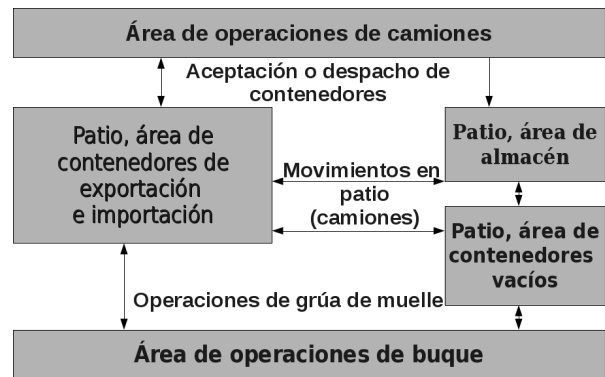 Área de operaciones de camiones
Aceptación o despacho de
contenedores
Patio, área de
contenedores de
exportación
e importación
Patio, área de
almacén
Movimientos en
patio
(camiones)
Patio, área de
contenedores
vacíos
Operaciones de grúa de muelle
Área de operaciones de buque